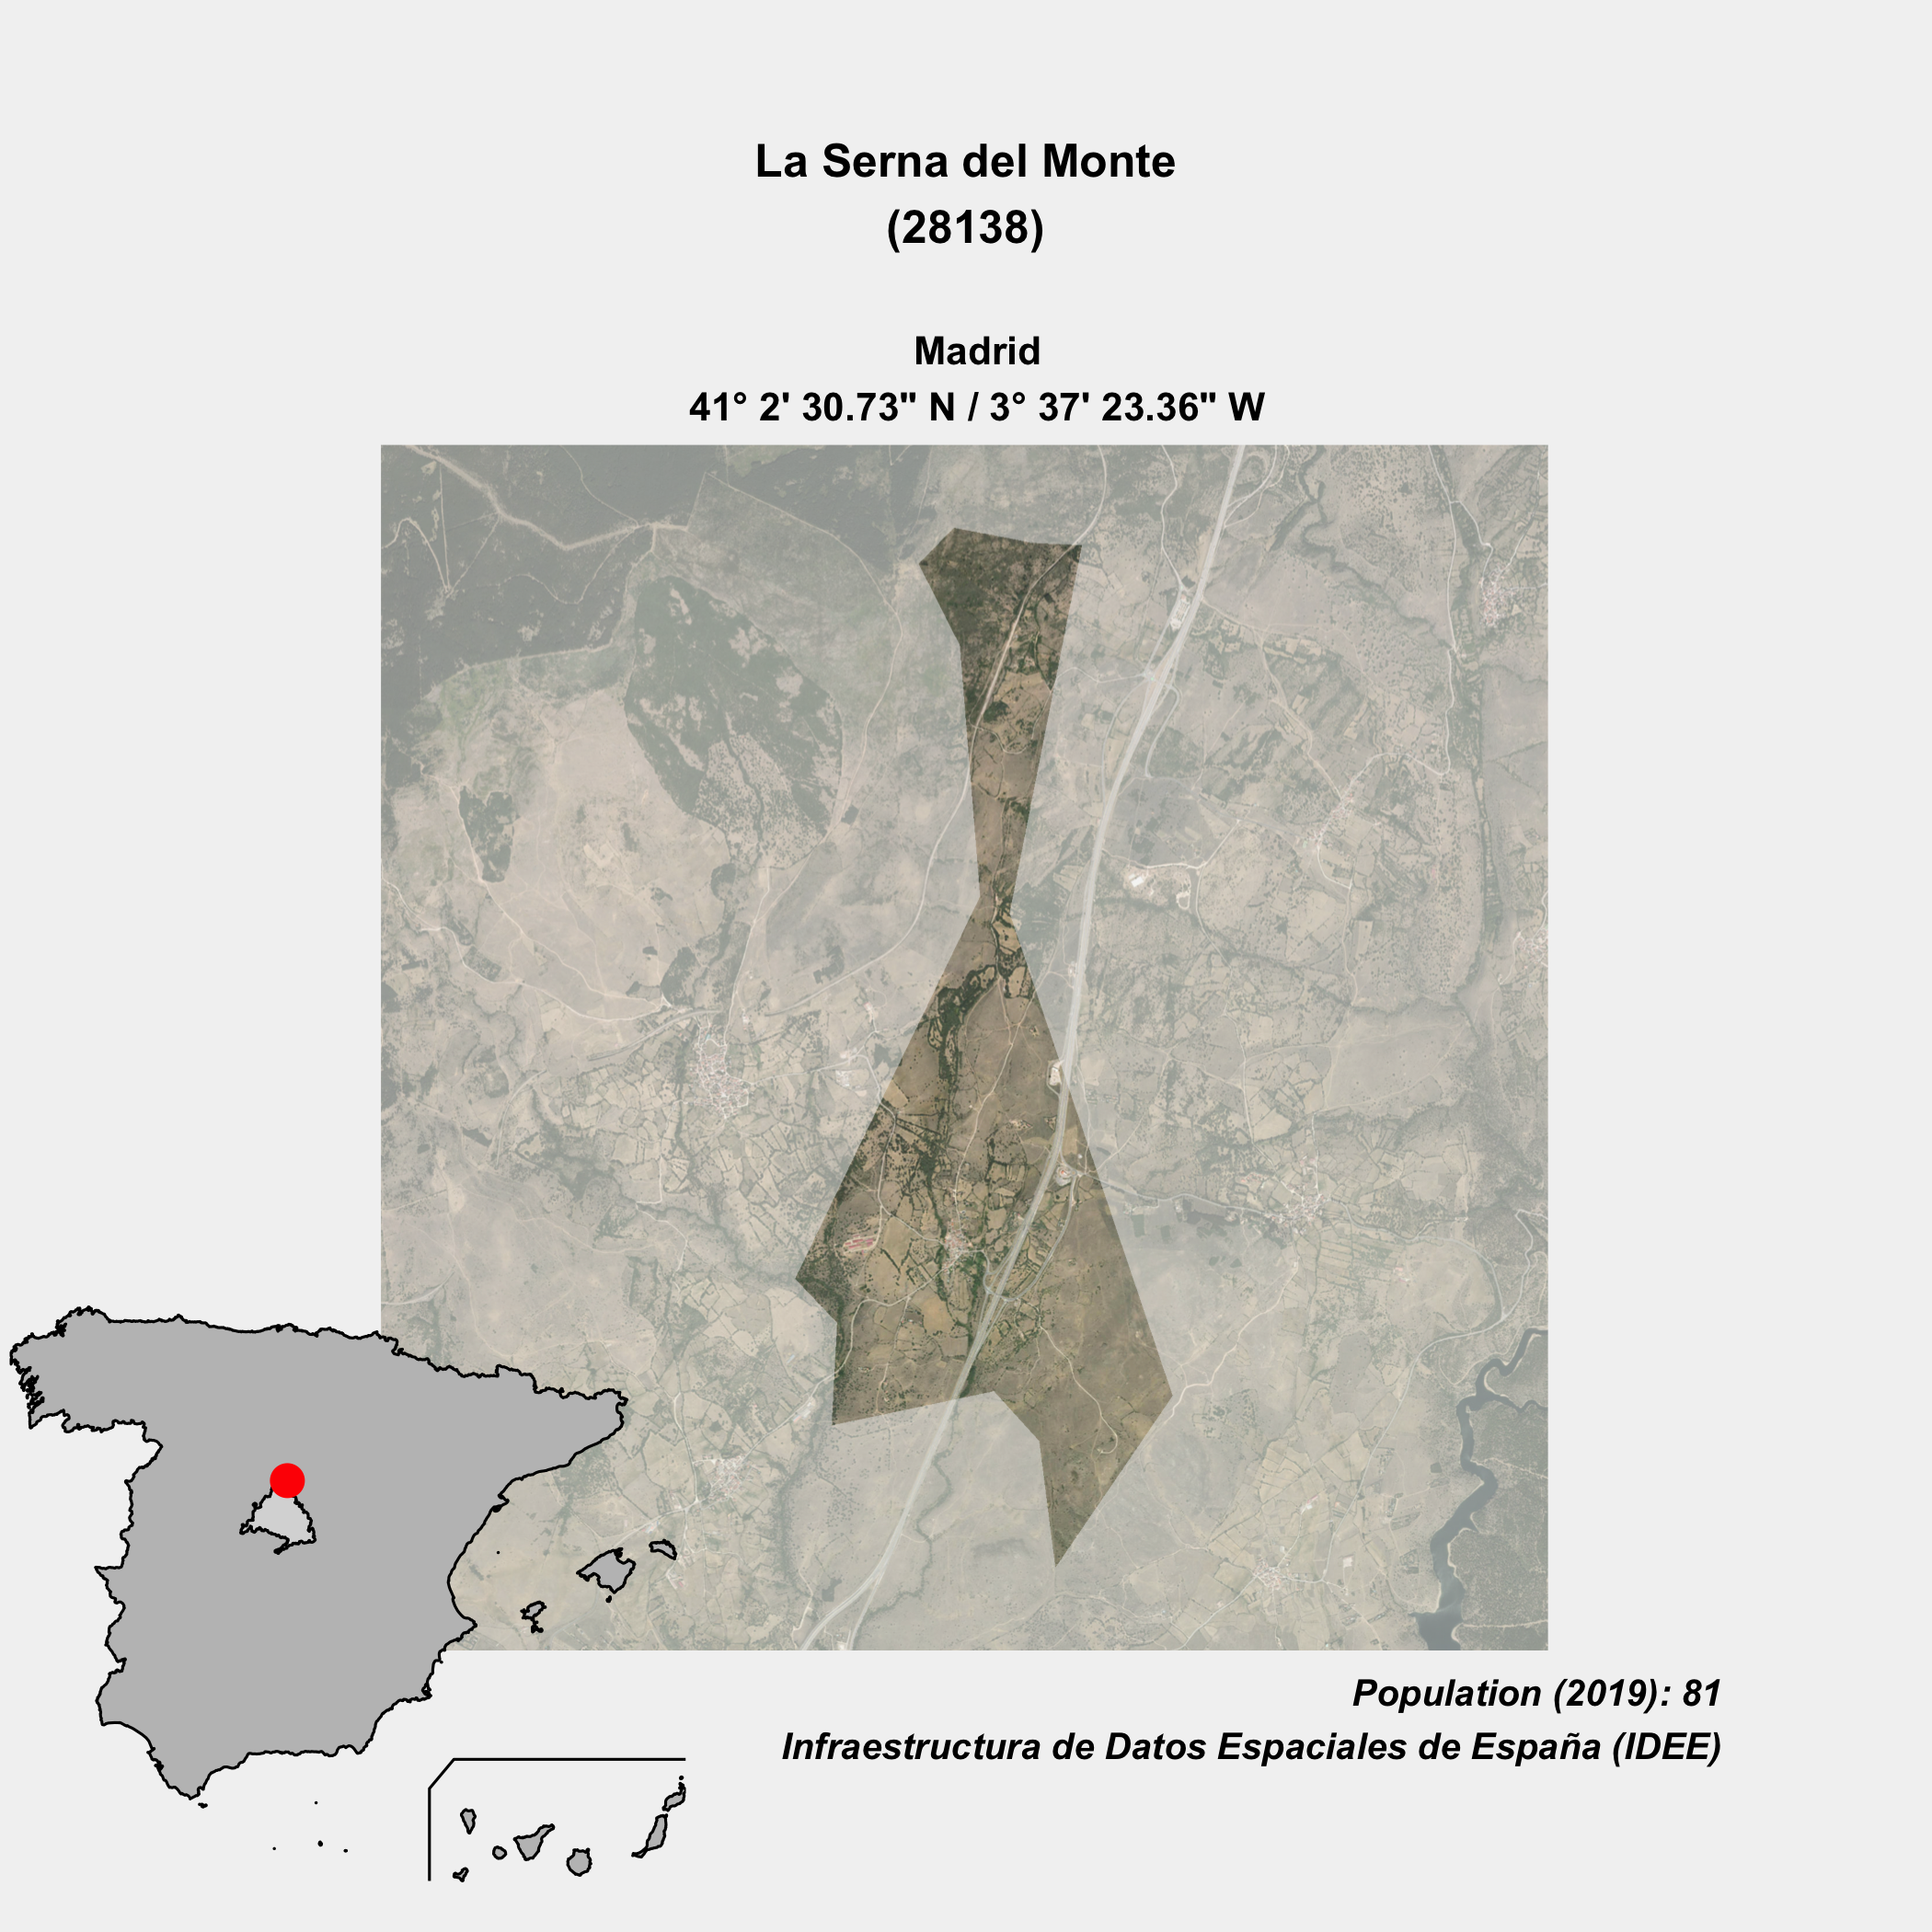 La Serna del Monte
(28138)
Madrid
41° 2' 30.73" N / 3° 37' 23.36" W
Population (2019): 81
Infraestructura de Datos Espaciales de España (IDEE)